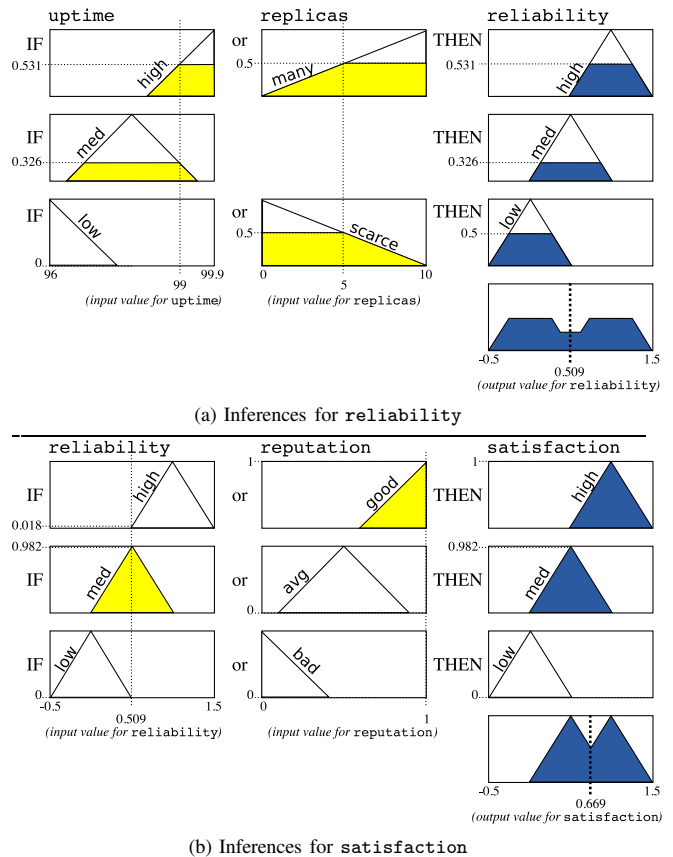 uptime replicas reliability
IF or THEN
0.531 high 0.5 many 0.531 high
IF THEN
0.326 med 0.326 med
IF or THEN
low 0.5 scarce 0.5 low
0
96 99 99.9 0 5 10
(input value for uptime) (input value for replicas)
-0.5 1.5
0.509
(output value for reliability)
(a) Inferences for reliability
reliability reputation satisfaction
1 1
IF high or good THEN high
0.018
0.982 0.982
IF med or avg THEN med
0
IF low or bad THEN low
0 0
-0.5 1.5 0 1
0.509
(input value for reliability) (input value for reputation)
-0.5 1.5
0.669
(output value for satisfaction)
(b) Inferences for satisfaction